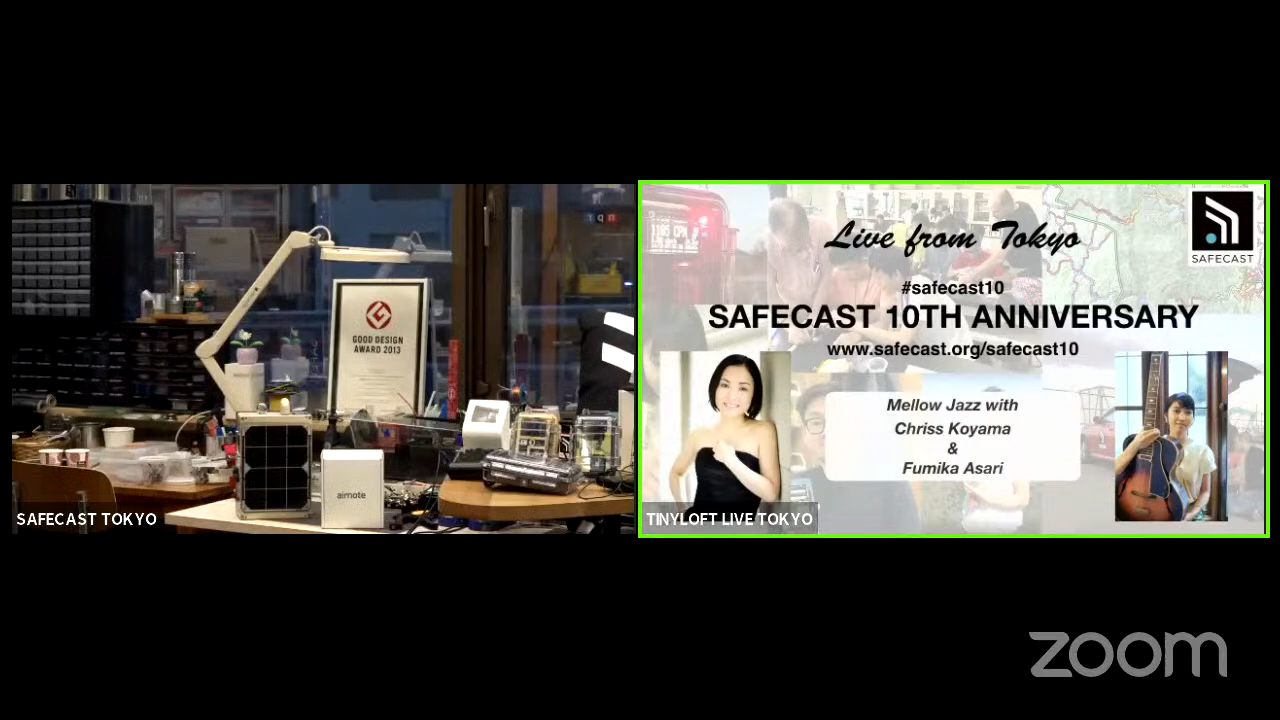 GOOD DESIGN
AWARD 2013
airnote
SAFECAST TOKYO
Live from Tokyo
SAFECAST
#safecast10
SAFECAST 10TH ANNIVERSARY
www.safecast.org/safecast10
Mellow Jazz with
Chriss Koyama
&
Fumika Asari
TINYLOFT LIVE TOKYO
zoom